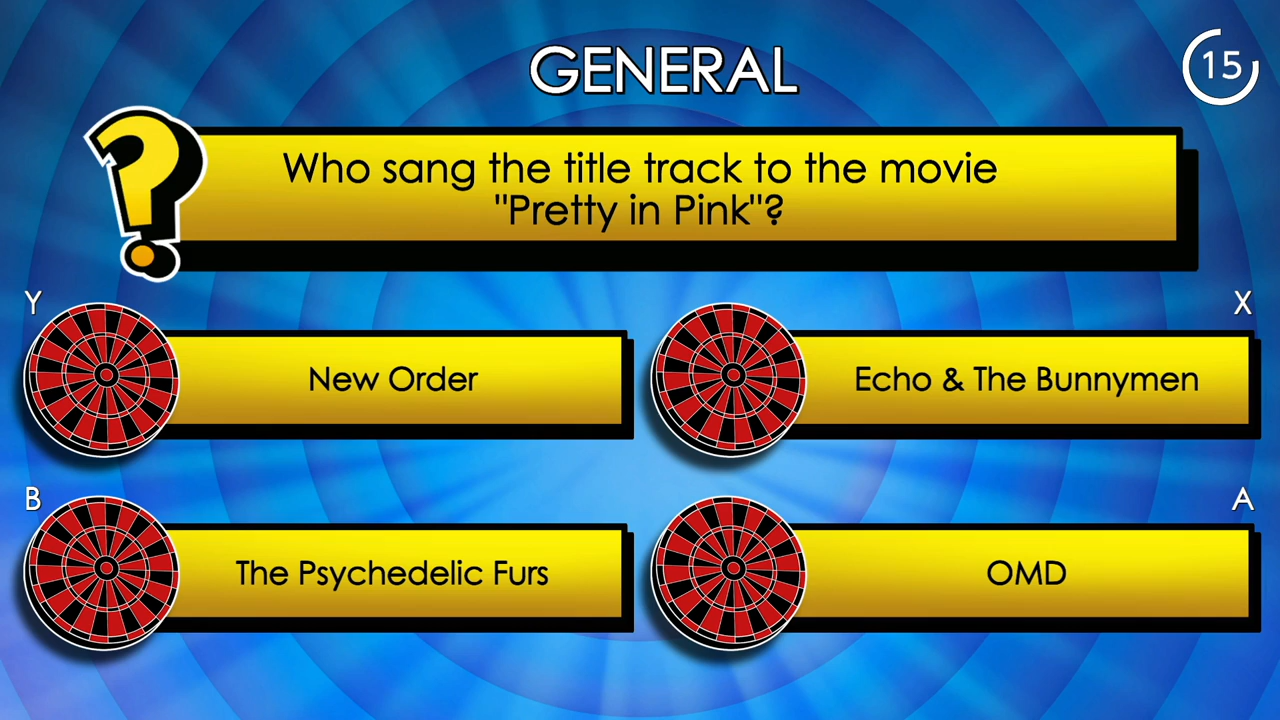 GENERAL
15
Who sang the title track to the movie
"Pretty in Pink"?
Y
New Order
X
Echo & The Bunnymen
B
The Psychedelic Furs
A
OMD